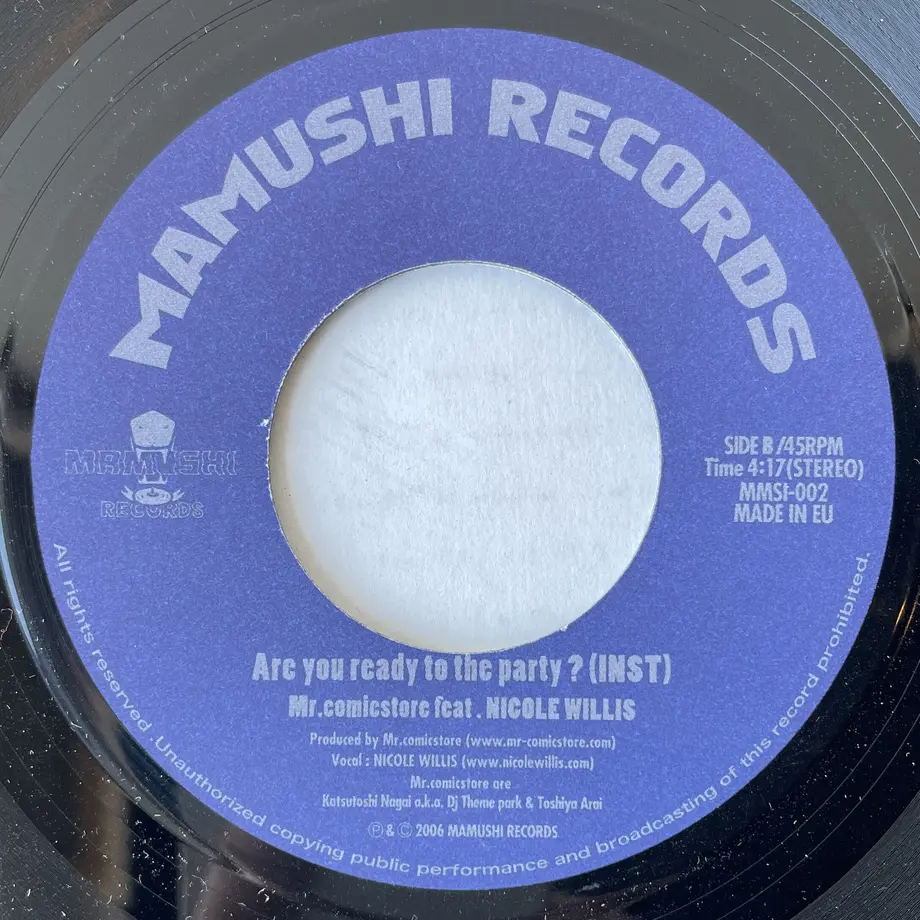 MAMUSHI RECORDS
MAMUSHI
RECORDS
SIDE B /45RPM
Time 4:17(STEREO)
MMSI-002
MADE IN EU
Are you ready to the party ? (INST)
Mr.comicstore feat . NICOLE WILLIS
Produced by Mr.comicstore (www.mr-comicstore.com)
Vocal : NICOLE WILLIS (www.nicolewillis.com)
Mr.comicstore are
Katsutoshi Nagai a.k.a. Dj Theme park & Toshiya Arai
Ⓟ & Ⓒ 2006 MAMUSHI RECORDS
All rights reserved .Unauthorized copying public performance and broadcasting of this record prohibited.